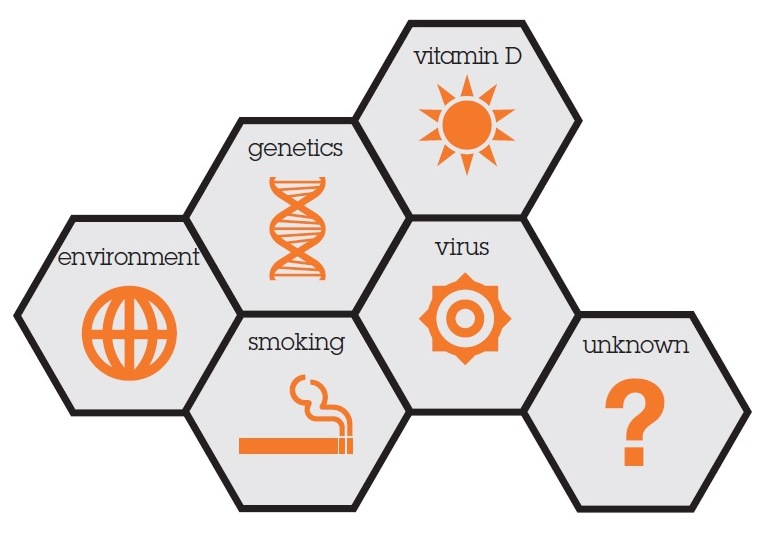 vitamin D
genetics
virus
environment
smoking
unknown
?